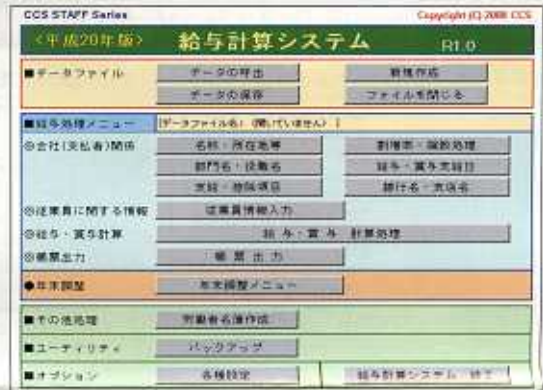 CCS STAFF Series
Copyright (C) 2008 CCS
<平成20年版> 給与計算システム R1.0
■データファイル データの呼出 新規作成
データの保存 ファイルを閉じる
■給与処理メニュー [データファイル名: (開いていません) ]
◎会社(支払者)関係 名称・所在地等 割増率・端数処理
部門名・役職名 給与・賞与支給日
支給・控除項目 銀行名・支店名
◎従業員に関する情報 従業員情報入力
◎給与・賞与計算 給与・賞与 計算処理
◎帳票出力 帳票出力
●年末調整 年末調整メニュー
■その他処理 労働者名簿作成
■ユーティリティ バックアップ
■オプション 各種設定 給与計算システム 終了